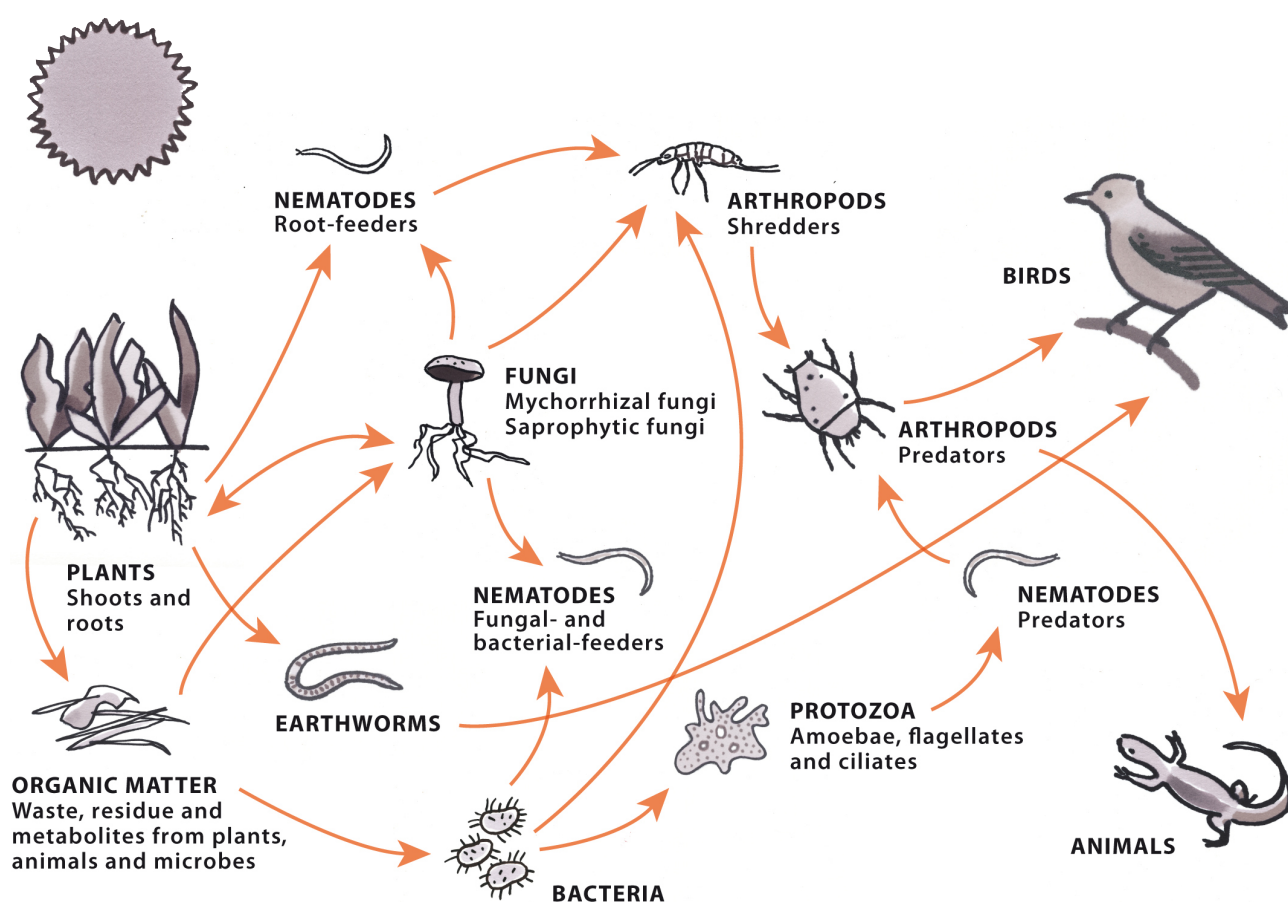 NEMATODES
Root-feeders
ARTHROPODS
Shredders
BIRDS
FUNGI
Mychorrhizal fungi
Saprophytic fungi
ARTHROPODS
Predators
PLANTS
Shoots and
roots
NEMATODES
Fungal- and
bacterial-feeders
NEMATODES
Predators
EARTHWORMS
PROTOZOA
Amoebae, flagellates
and ciliates
ORGANIC MATTER
Waste, residue and
metabolites from plants,
animals and microbes
ANIMALS
BACTERIA